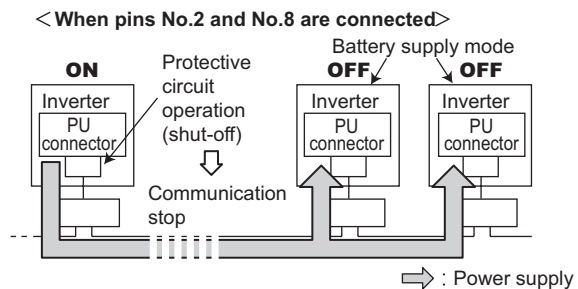 ＜When pins No.2 and No.8 are connected＞
Battery supply mode
ON
Protective
circuit
operation
(shut-off)
OFF
OFF
Inverter
PU
connector
Inverter
PU
connector
Inverter
PU
connector
Communication
stop
: Power supply